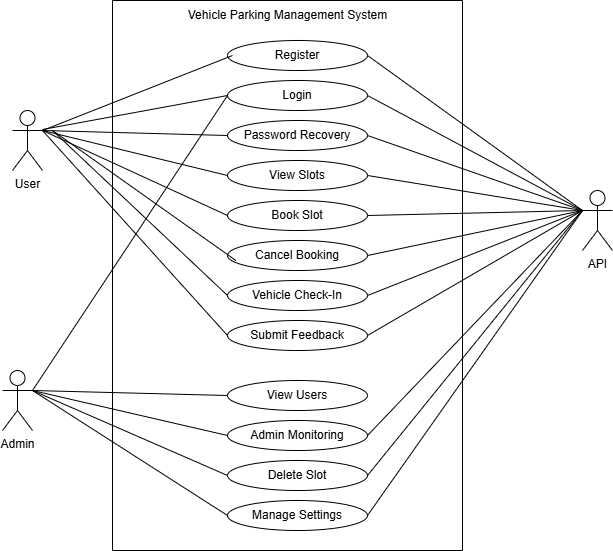 Vehicle Parking Management System
Register
Login
Password Recovery
View Slots
Book Slot
Cancel Booking
Vehicle Check-In
Submit Feedback
View Users
Admin Monitoring
Delete Slot
Manage Settings
User
Admin
API